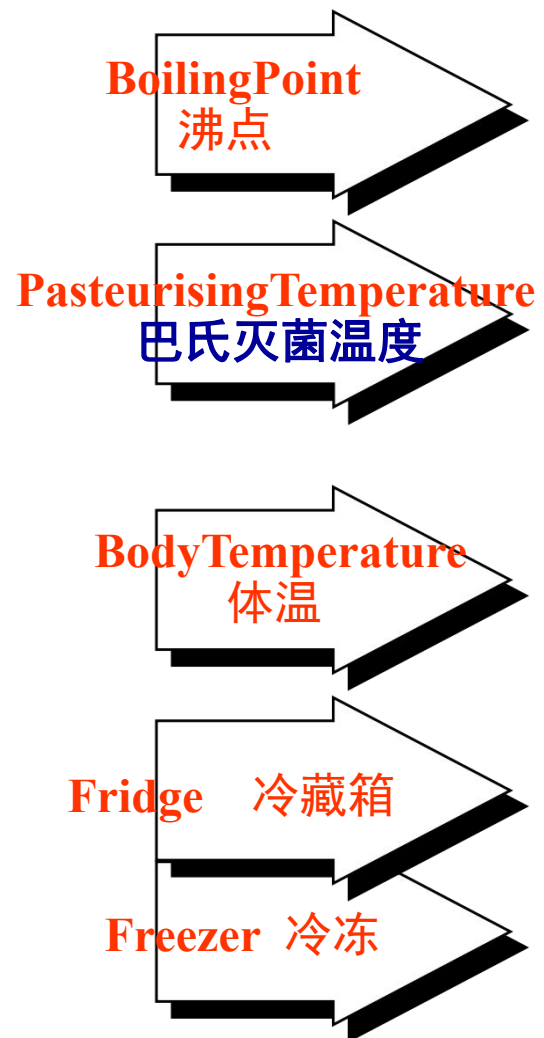 BoilingPoint
沸点
PasteurisingTemperature
巴氏灭菌温度
BodyTemperature
体温
Fridge 冷藏箱
Freezer 冷冻